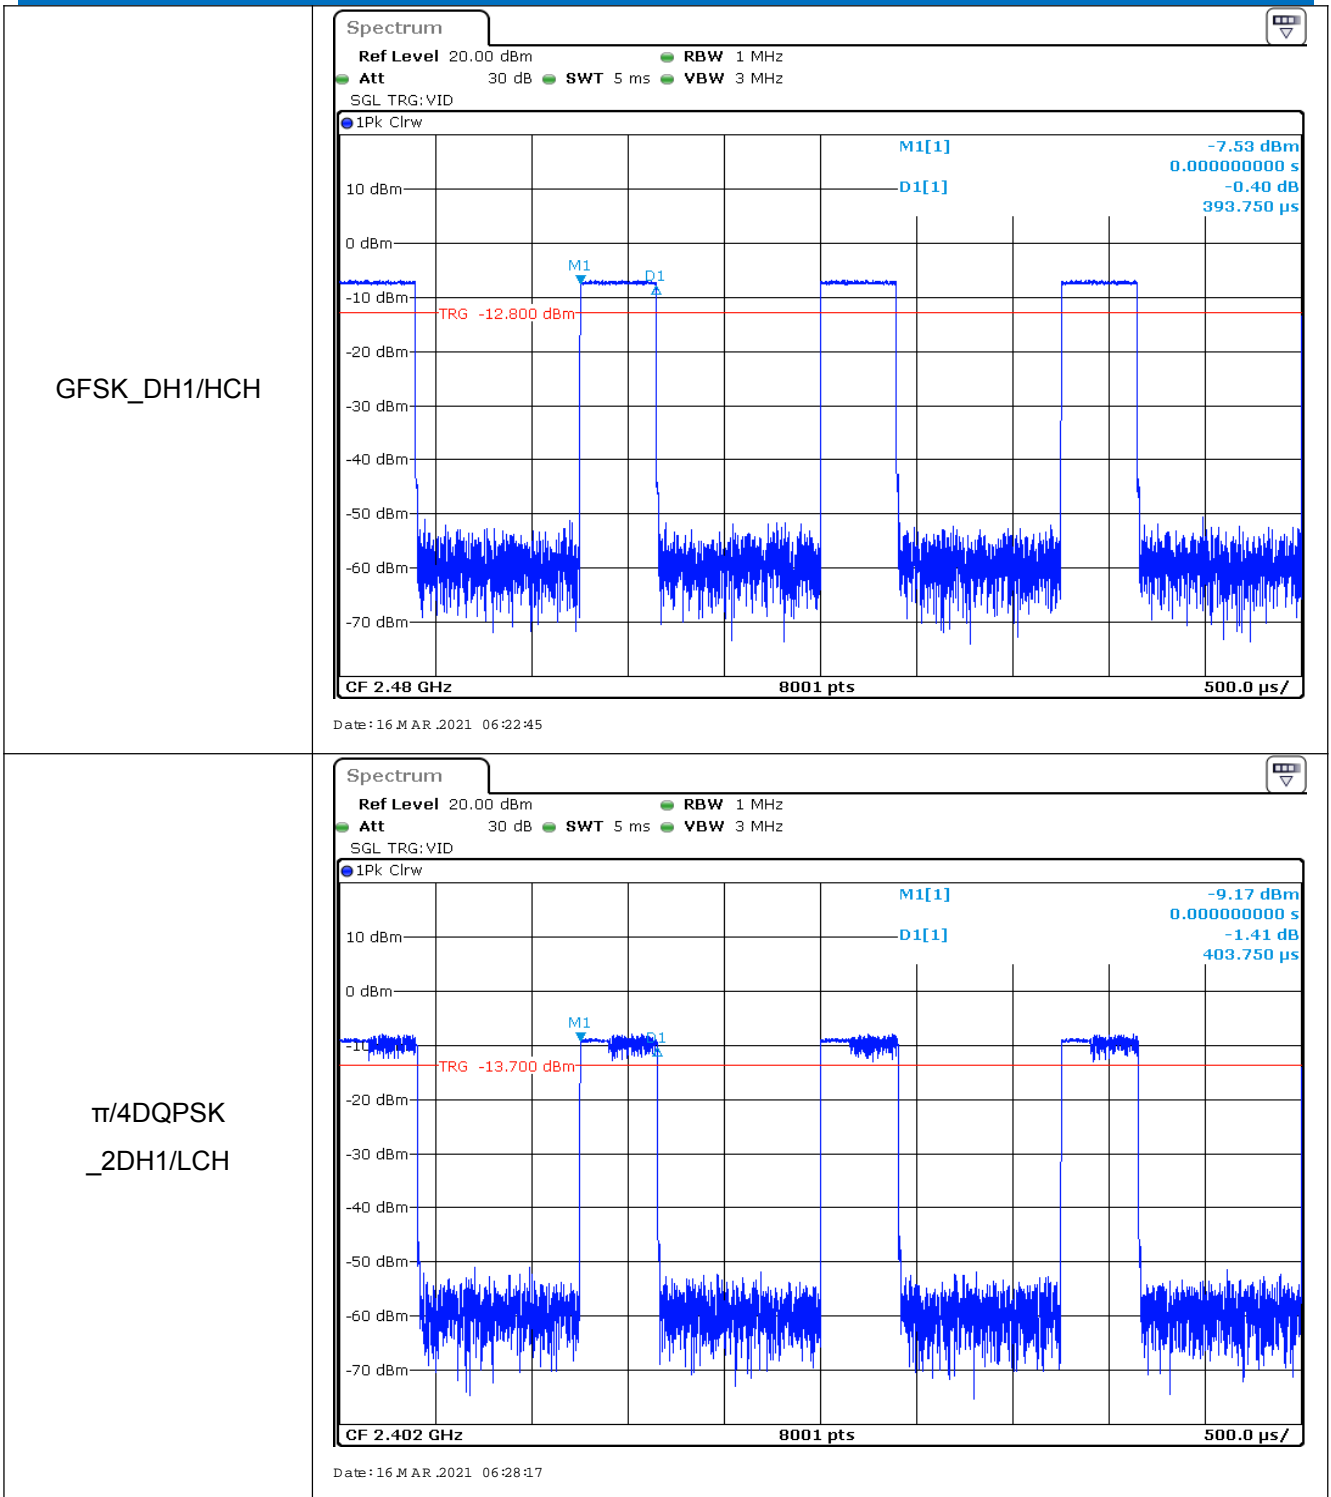 GFSK_DH1/HCH
Spectrum
Ref Level 20.00 dBm RBW 1 MHz
Att 30 dB SWT 5 ms VBW 3 MHz
SGL TRG:VID
1Pk Clrw
M1[1] -7.53 dBm
0.000000000 s
10 dBm D1[1] -0.40 dB
393.750 µs
0 dBm
M1 D1
-10 dBm
TRG -12.800 dBm
-20 dBm
-30 dBm
-40 dBm
-50 dBm
-60 dBm
-70 dBm
CF 2.48 GHz 8001 pts 500.0 µs/
Date: 16.MAR.2021 06:22:45
π/4DQPSK
_2DH1/LCH
Spectrum
Ref Level 20.00 dBm RBW 1 MHz
Att 30 dB SWT 5 ms VBW 3 MHz
SGL TRG:VID
1Pk Clrw
M1[1] -9.17 dBm
0.000000000 s
10 dBm D1[1] -1.41 dB
403.750 µs
0 dBm
M1 D1
-10
TRG -13.700 dBm
-20 dBm
-30 dBm
-40 dBm
-50 dBm
-60 dBm
-70 dBm
CF 2.402 GHz 8001 pts 500.0 µs/
Date: 16.MAR.2021 06:28:17